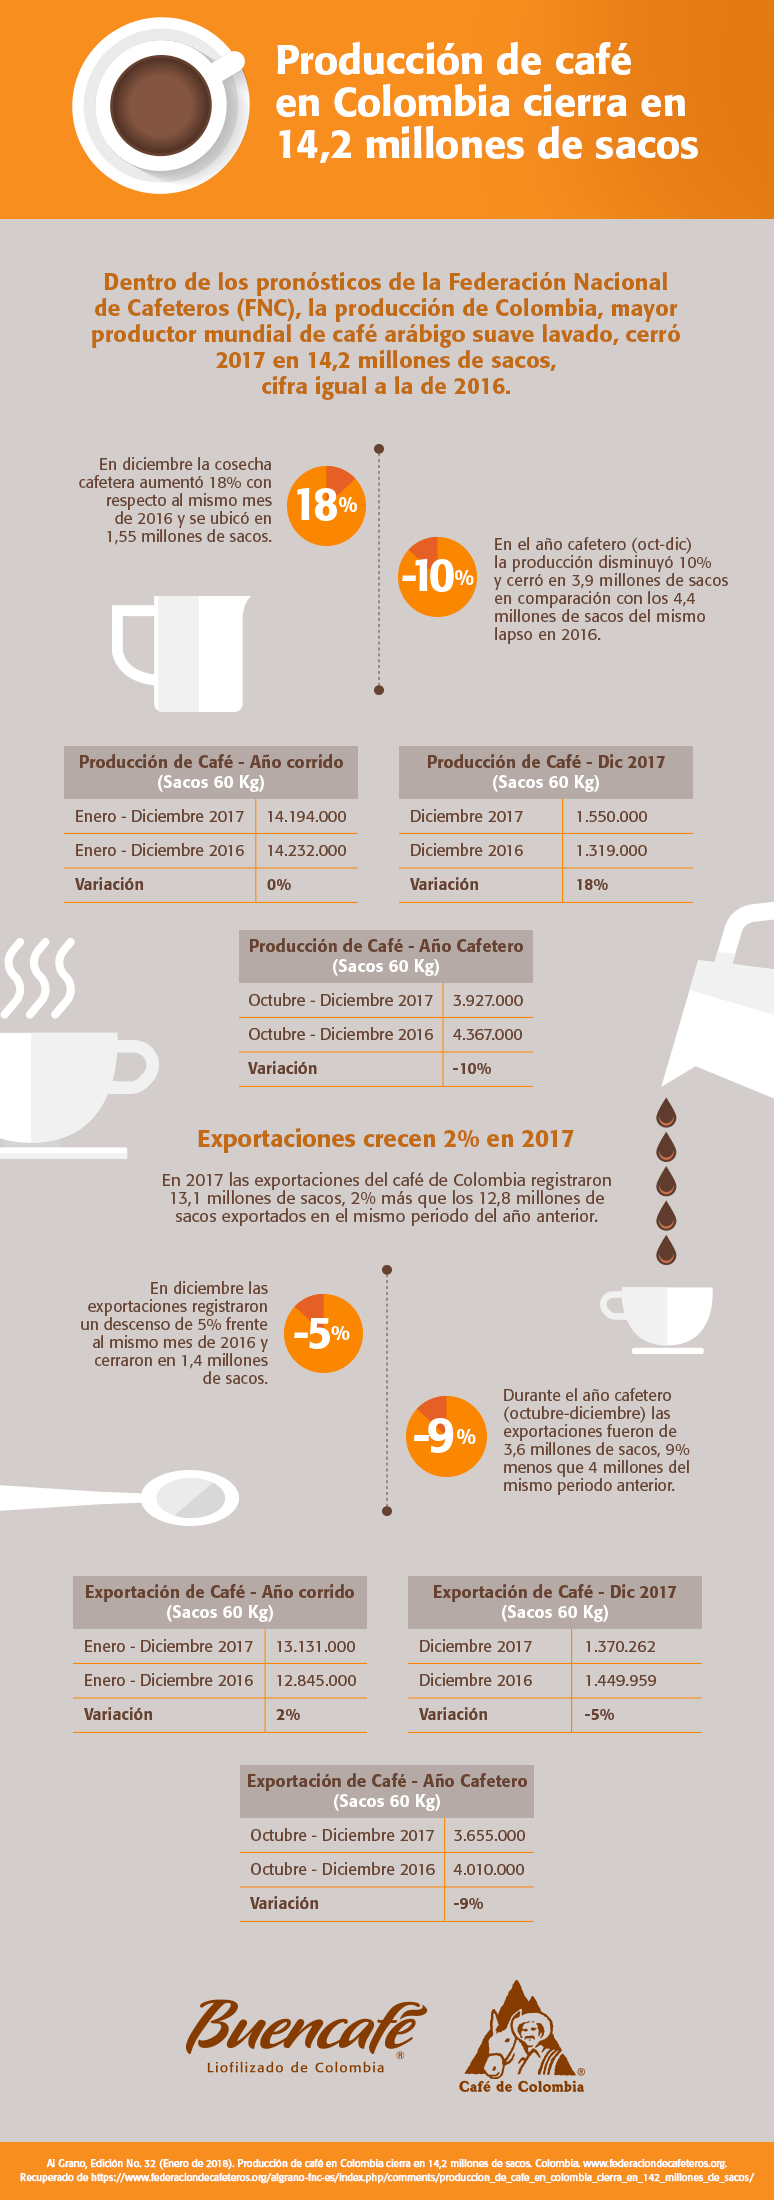 Producción de café
en Colombia cierra en
14,2 millones de sacos
Dentro de los pronósticos de la Federación Nacional
de Cafeteros (FNC), la producción de Colombia, mayor
productor mundial de café arábigo suave lavado, cerró
2017 en 14,2 millones de sacos,
cifra igual a la de 2016.
En diciembre la cosecha
cafetera aumentó 18% con
respecto al mismo mes
de 2016 y se ubicó en
1,55 millones de sacos.
18%
-10%
En el año cafetero (oct-dic)
la producción disminuyó 10%
y cerró en 3,9 millones de sacos
en comparación con los 4,4
millones de sacos del mismo
lapso en 2016.
Producción de Café - Año corrido
(Sacos 60 Kg)
Enero - Diciembre 2017 14.194.000
Enero - Diciembre 2016 14.232.000
Variación 0%
Producción de Café - Dic 2017
(Sacos 60 Kg)
Diciembre 2017 1.550.000
Diciembre 2016 1.319.000
Variación 18%
Producción de Café - Año Cafetero
(Sacos 60 Kg)
Octubre - Diciembre 2017 3.927.000
Octubre - Diciembre 2016 4.367.000
Variación -10%
Exportaciones crecen 2% en 2017
En 2017 las exportaciones del café de Colombia registraron
13,1 millones de sacos, 2% más que los 12,8 millones de
sacos exportados en el mismo periodo del año anterior.
En diciembre las
exportaciones registraron
un descenso de 5% frente
al mismo mes de 2016 y
cerraron en 1,4 millones
de sacos.
-5%
-9%
Durante el año cafetero
(octubre-diciembre) las
exportaciones fueron de
3,6 millones de sacos, 9%
menos que 4 millones del
mismo periodo anterior.
Exportación de Café - Año corrido
(Sacos 60 Kg)
Enero - Diciembre 2017 13.131.000
Enero - Diciembre 2016 12.845.000
Variación 2%
Exportación de Café - Dic 2017
(Sacos 60 Kg)
Diciembre 2017 1.370.262
Diciembre 2016 1.449.959
Variación -5%
Exportación de Café - Año Cafetero
(Sacos 60 Kg)
Octubre - Diciembre 2017 3.655.000
Octubre - Diciembre 2016 4.010.000
Variación -9%
Buencafé®
Liofilizado de Colombia
®
Café de Colombia
Al Grano, Edición No. 32 (Enero de 2018). Producción de café en Colombia cierra en 14,2 millones de sacos. Colombia. www.federaciondecafeteros.org.
Recuperado de https://www.federaciondecafeteros.org/algrano-fnc-es/index.php/comments/produccion_de_cafe_en_colombia_cierra_en_142_millones_de_sacos/